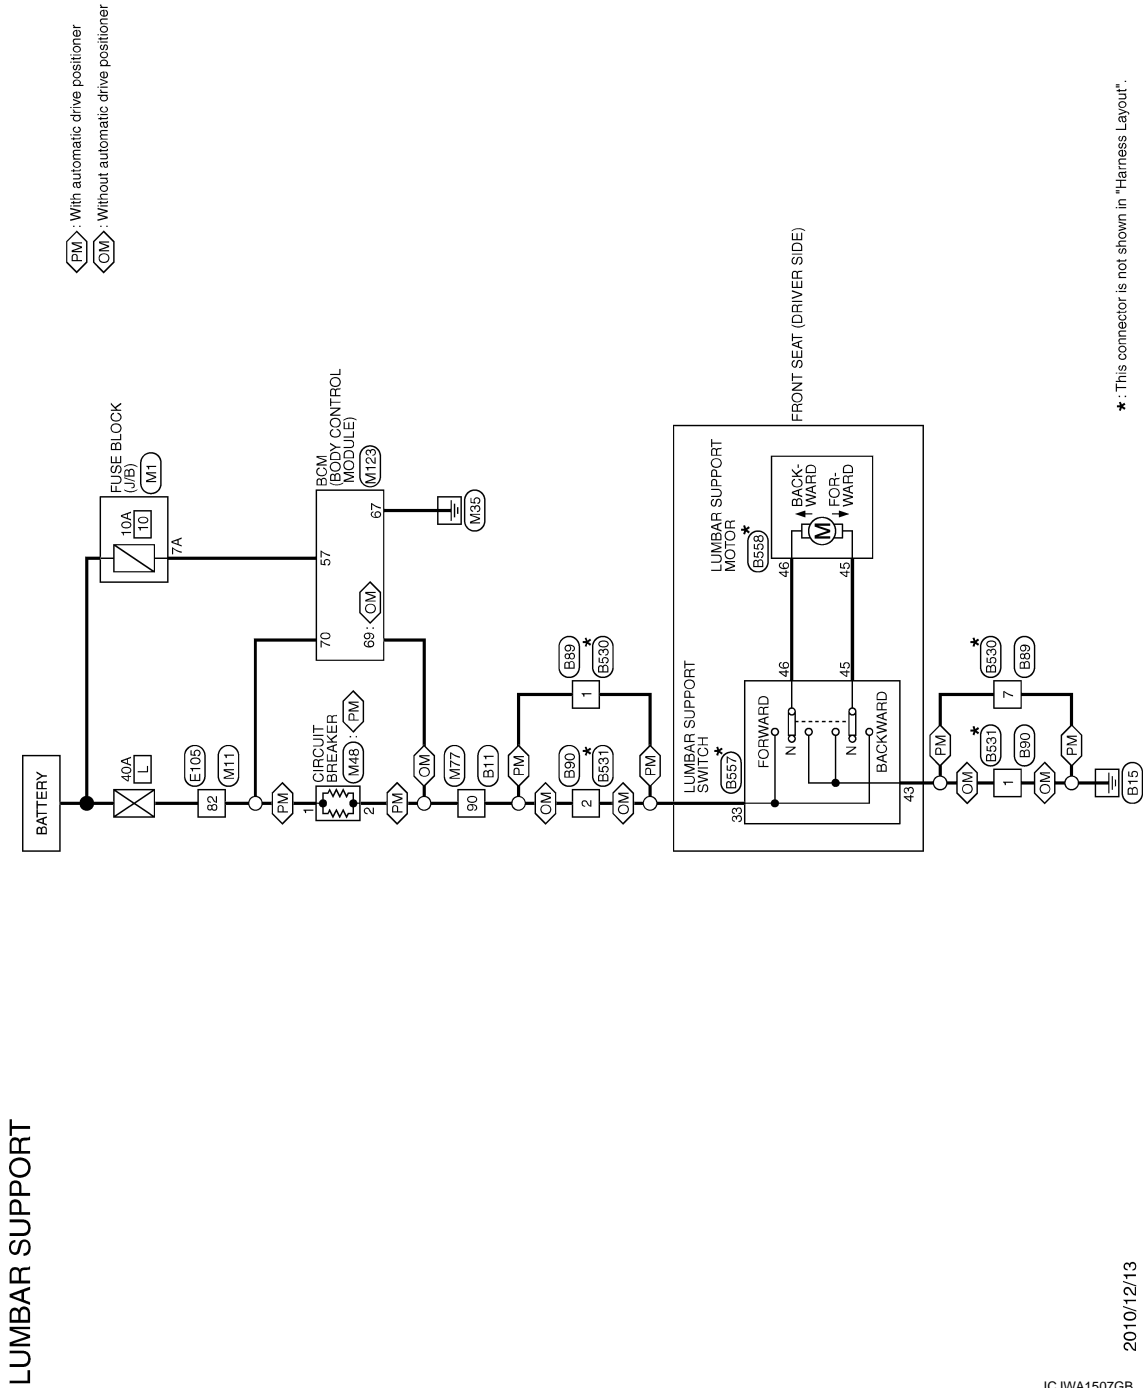 LUMBAR SUPPORT
PM : With automatic drive positioner
OM : Without automatic drive positioner
BATTERY
40A
L
FUSE BLOCK
(J/B)
M1
10A
10
7A
E105
M11
82
PM
1
CIRCUIT
BREAKER
M48 : PM
2
PM
BCM
(BODY CONTROL
MODULE)
M123
70
57
67
69 : OM
M35
OM
M77
B11
90
PM
B89
* B530
1
OM
B90
* B531
2
OM
PM
FRONT SEAT (DRIVER SIDE)
LUMBAR SUPPORT
SWITCH
* B557
33
FORWARD
N
N
BACKWARD
46
45
43
LUMBAR SUPPORT
MOTOR
* B558
46
45
M
BACK-
WARD
FOR-
WARD
PM
* B530
B89
7
OM
* B531
B90
1
OM
PM
B15
* : This connector is not shown in "Harness Layout".
2010/12/13
JCJWA1507GB